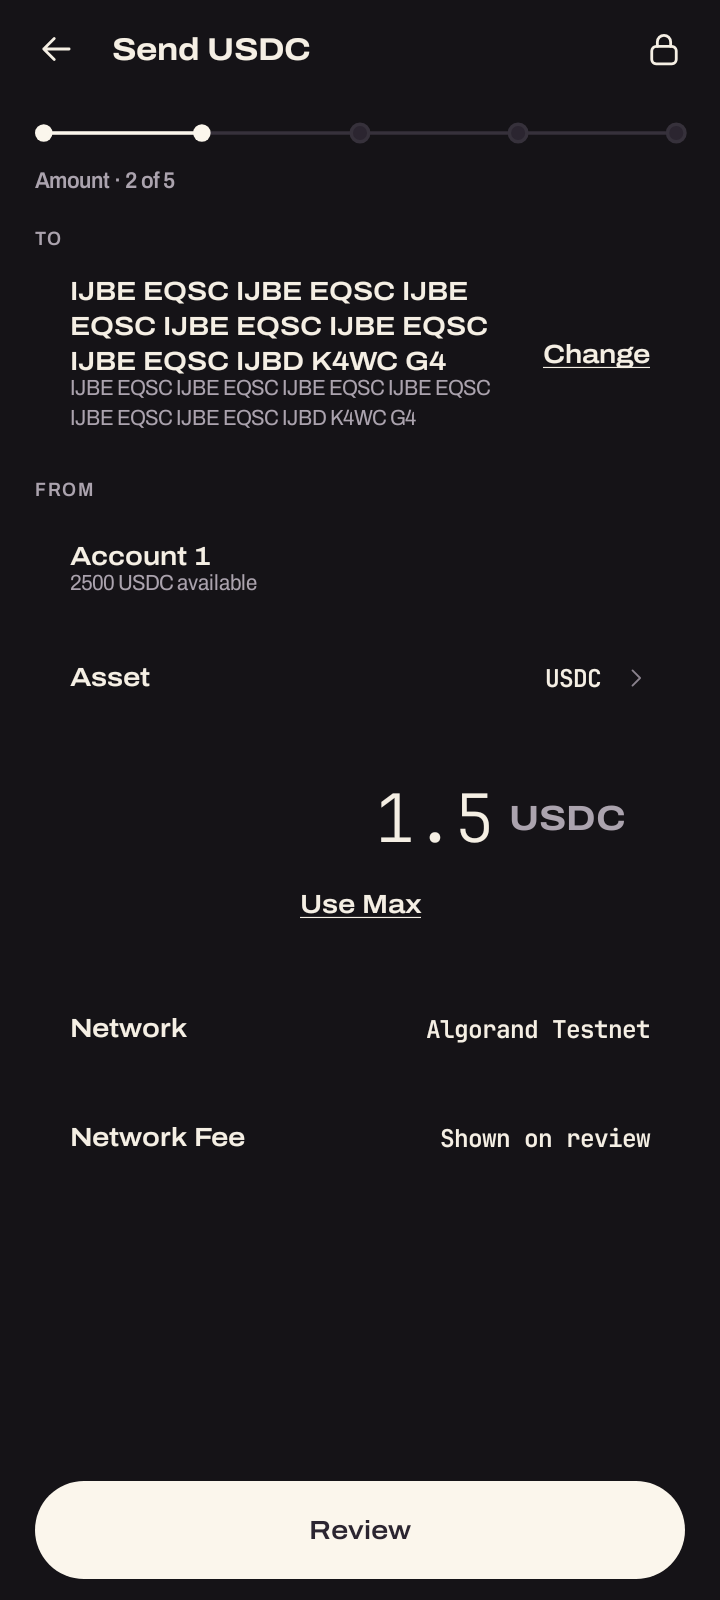 Send USDC
Amount · 2 of 5
TO
IJBE EQSC IJBE EQSC IJBE
EQSC IJBE EQSC IJBE EQSC
IJBE EQSC IJBD K4WC G4
Change
IJBE EQSC IJBE EQSC IJBE EQSC IJBE EQSC
IJBE EQSC IJBE EQSC IJBD K4WC G4
FROM
Account 1
2500 USDC available
Asset USDC
1.5 USDC
Use Max
Network Algorand Testnet
Network Fee Shown on review
Review